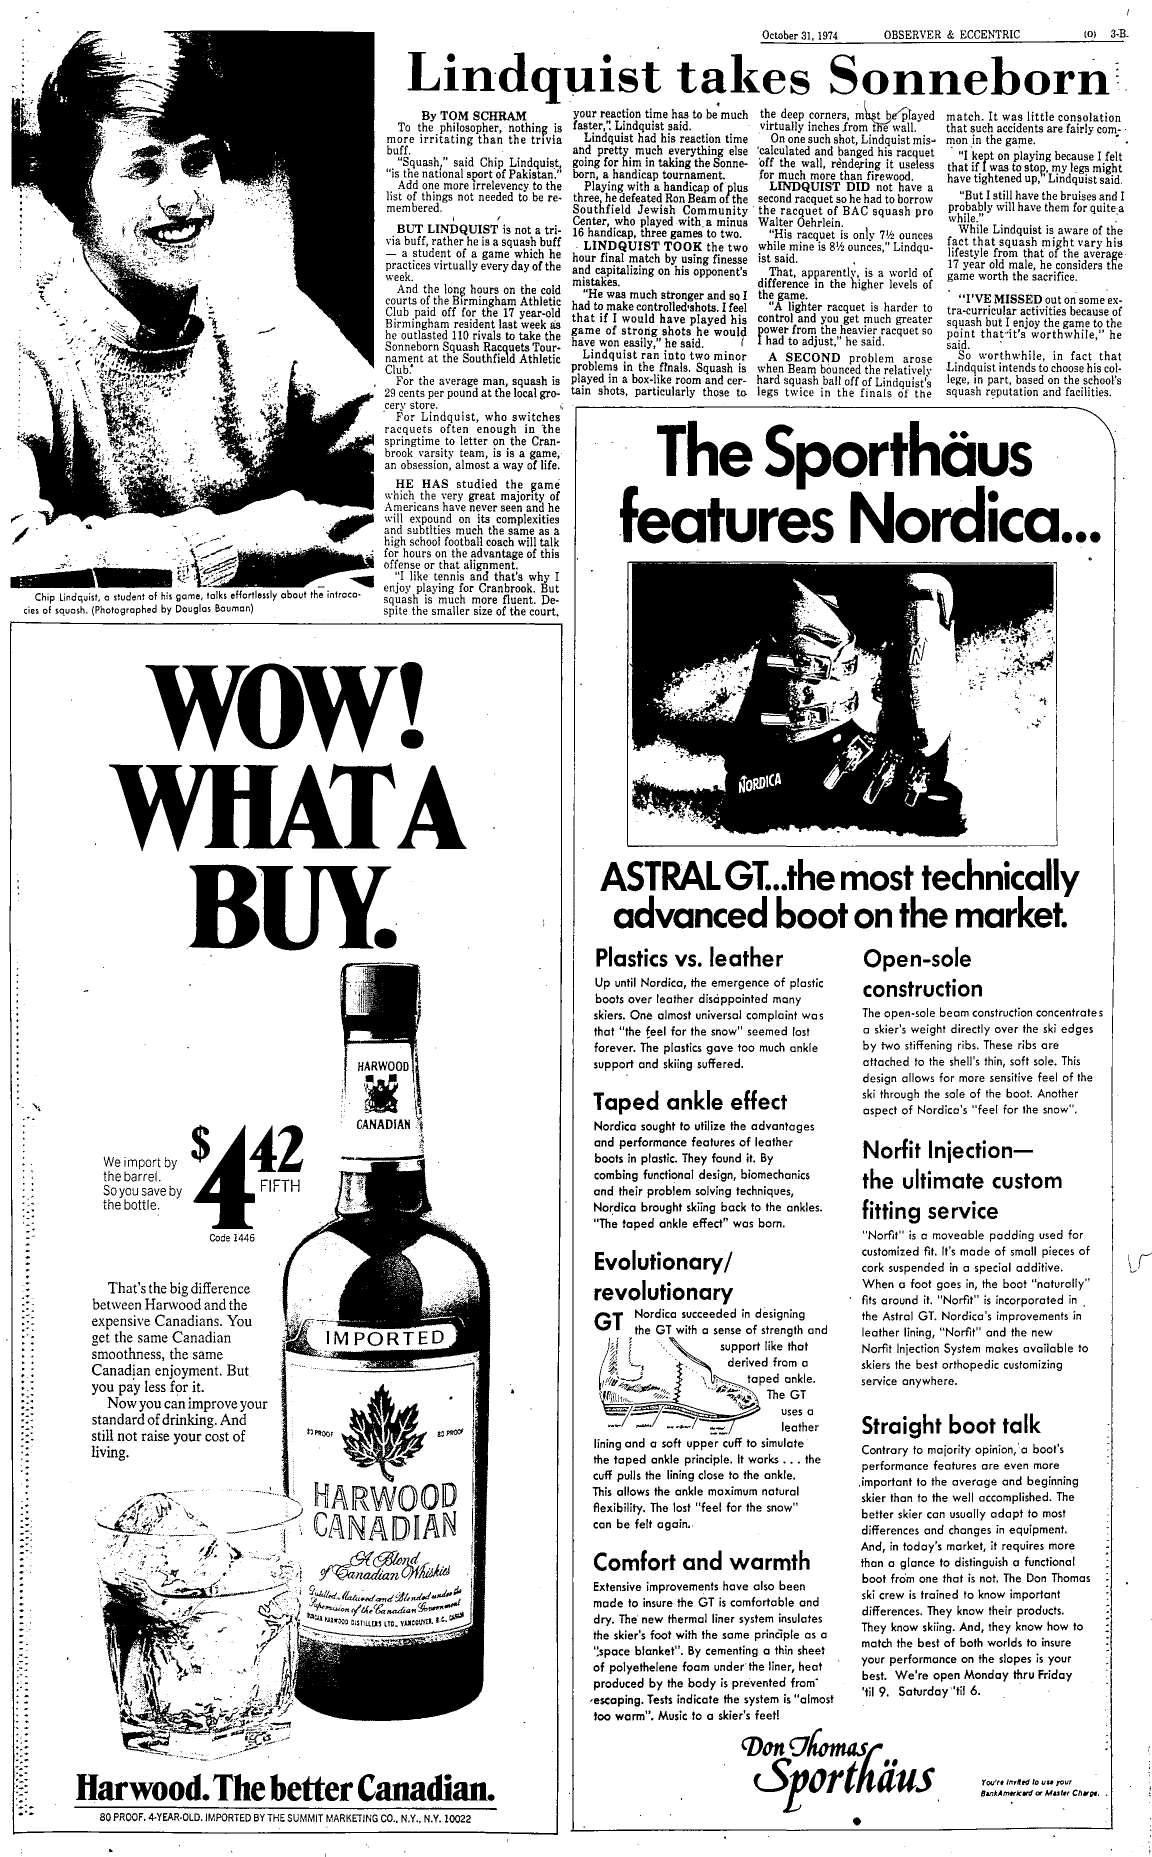 October 31, 1974 OBSERVER & ECCENTRIC (O) 3-B
Lindquist takes Sonneborn
By TOM SCHRAM
To the philosopher, nothing is
more irritating than the trivia
buff.
"Squash," said Chip Lindquist,
"is the national sport of Pakistan."
Add one more irrelevency to the
list of things not needed to be re-
membered.
BUT LINDQUIST is not a tri-
via buff, rather he is a squash buff
— a student of a game which he
practices virtually every day of the
week.
And the long hours on the cold
courts of the Birmingham Athletic
Club paid off for the 17 year-old
Birmingham resident last week as
he outlasted 110 rivals to take the
Sonneborn Squash Racquets Tour-
nament at the Southfield Athletic
Club.
For the average man, squash is
29 cents per pound at the local gro-
cery store.
For Lindquist, who switches
racquets often enough in the
springtime to letter on the Cran-
brook varsity team, is is a game,
an obsession, almost a way of life.
HE HAS studied the game
which the very great majority of
Americans have never seen and he
will expound on its complexities
and subtlties much the same as a
high school football coach will talk
for hours on the advantage of this
offense or that alignment.
"I like tennis and that's why I
enjoy playing for Cranbrook. But
squash is much more fluent. De-
spite the smaller size of the court,
your reaction time has to be much
faster," Lindquist said.
Lindquist had his reaction time
and pretty much everything else
going for him in taking the Sonne-
born, a handicap tournament.
Playing with a handicap of plus
three, he defeated Ron Beam of the
Southfield Jewish Community
Center, who played with a minus
16 handicap, three games to two.
LINDQUIST TOOK the two
hour final match by using finesse
and capitalizing on his opponent's
mistakes.
"He was much stronger and so I
had to make controlled shots. I feel
that if I would have played his
game of strong shots he would
have won easily," he said.
Lindquist ran into two minor
problems in the finals. Squash is
played in a box-like room and cer-
tain shots, particularly those to
the deep corners, must be played
virtually inches from the wall.
On one such shot, Lindquist mis-
calculated and banged his racquet
off the wall, rendering it useless
for much more than firewood.
LINDQUIST DID not have a
second racquet so he had to borrow
the racquet of BAC squash pro
Walter Oehrlein.
"His racquet is only 7½ ounces
while mine is 8½ ounces," Lindqu-
ist said.
That, apparently, is a world of
difference in the higher levels of
the game.
"A lighter racquet is harder to
control and you get much greater
power from the heavier racquet so
I had to adjust," he said.
A SECOND problem arose
when Beam bounced the relatively
hard squash ball off of Lindquist's
legs twice in the finals of the
match. It was little consolation
that such accidents are fairly com-
mon in the game.
"I kept on playing because I felt
that if I was to stop, my legs might
have tightened up," Lindquist said.
"But I still have the bruises and I
probably will have them for quite a
while."
While Lindquist is aware of the
fact that squash might vary his
lifestyle from that of the average
17 year old male, he considers the
game worth the sacrifice.
"I'VE MISSED out on some ex-
tra-curricular activities because of
squash but I enjoy the game to the
point that it's worthwhile," he
said.
So worthwhile, in fact that
Lindquist intends to choose his col-
lege, in part, based on the school's
squash reputation and facilities.
Chip Lindquist, a student of his game, talks effortlessly about the intraca-
cies of squash. (Photographed by Douglas Bauman)
WOW!
WHAT A
BUY.
HARWOOD
CANADIAN
We import by
the barrel.
So you save by
the bottle.
$4 42
FIFTH
Code 1446
That's the big difference
between Harwood and the
expensive Canadians. You
get the same Canadian
smoothness, the same
Canadian enjoyment. But
you pay less for it.
Now you can improve your
standard of drinking. And
still not raise your cost of
living.
IMPORTED
80 PROOF 80 PROOF
HARWOOD
CANADIAN
A Blend
of Canadian Whiskies
Distilled, Matured and Blended under the
Supervision of the Canadian Government
DUNCAN HARWOOD DISTILLERS LTD., VANCOUVER, B.C., CANADA
Harwood. The better Canadian.
80 PROOF. 4-YEAR-OLD. IMPORTED BY THE SUMMIT MARKETING CO., N.Y., N.Y. 10022
The Sporthäus
features Nordica...
N
NORDICA
ASTRAL GT...the most technically
advanced boot on the market.
Plastics vs. leather
Up until Nordica, the emergence of plastic
boots over leather disappointed many
skiers. One almost universal complaint was
that "the feel for the snow" seemed lost
forever. The plastics gave too much ankle
support and skiing suffered.
Taped ankle effect
Nordica sought to utilize the advantages
and performance features of leather
boots in plastic. They found it. By
combing functional design, biomechanics
and their problem solving techniques,
Nordica brought skiing back to the ankles.
"The taped ankle effect" was born.
Evolutionary/
revolutionary
GT Nordica succeeded in designing
the GT with a sense of strength and
support like that
derived from a
taped ankle.
The GT
uses a
leather
lining and a soft upper cuff to simulate
the taped ankle principle. It works . . . the
cuff pulls the lining close to the ankle.
This allows the ankle maximum natural
flexibility. The lost "feel for the snow"
can be felt again.
Comfort and warmth
Extensive improvements have also been
made to insure the GT is comfortable and
dry. The new thermal liner system insulates
the skier's foot with the same principle as a
"space blanket". By cementing a thin sheet
of polyethelene foam under the liner, heat
produced by the body is prevented from
escaping. Tests indicate the system is "almost
too warm". Music to a skier's feet!
Open-sole
construction
The open-sole beam construction concentrates
a skier's weight directly over the ski edges
by two stiffening ribs. These ribs are
attached to the shell's thin, soft sole. This
design allows for more sensitive feel of the
ski through the sole of the boot. Another
aspect of Nordica's "feel for the snow".
Norfit Injection—
the ultimate custom
fitting service
"Norfit" is a moveable padding used for
customized fit. It's made of small pieces of
cork suspended in a special additive.
When a foot goes in, the boot "naturally"
fits around it. "Norfit" is incorporated in
the Astral GT. Nordica's improvements in
leather lining, "Norfit" and the new
Norfit Injection System makes available to
skiers the best orthopedic customizing
service anywhere.
Straight boot talk
Contrary to majority opinion, a boot's
performance features are even more
important to the average and beginning
skier than to the well accomplished. The
better skier can usually adapt to most
differences and changes in equipment.
And, in today's market, it requires more
than a glance to distinguish a functional
boot from one that is not. The Don Thomas
ski crew is trained to know important
differences. They know their products.
They know skiing. And, they know how to
match the best of both worlds to insure
your performance on the slopes is your
best. We're open Monday thru Friday
'til 9. Saturday 'til 6.
Don Thomas
Sporthäus
You're invited to use your
BankAmericard or Master Charge.